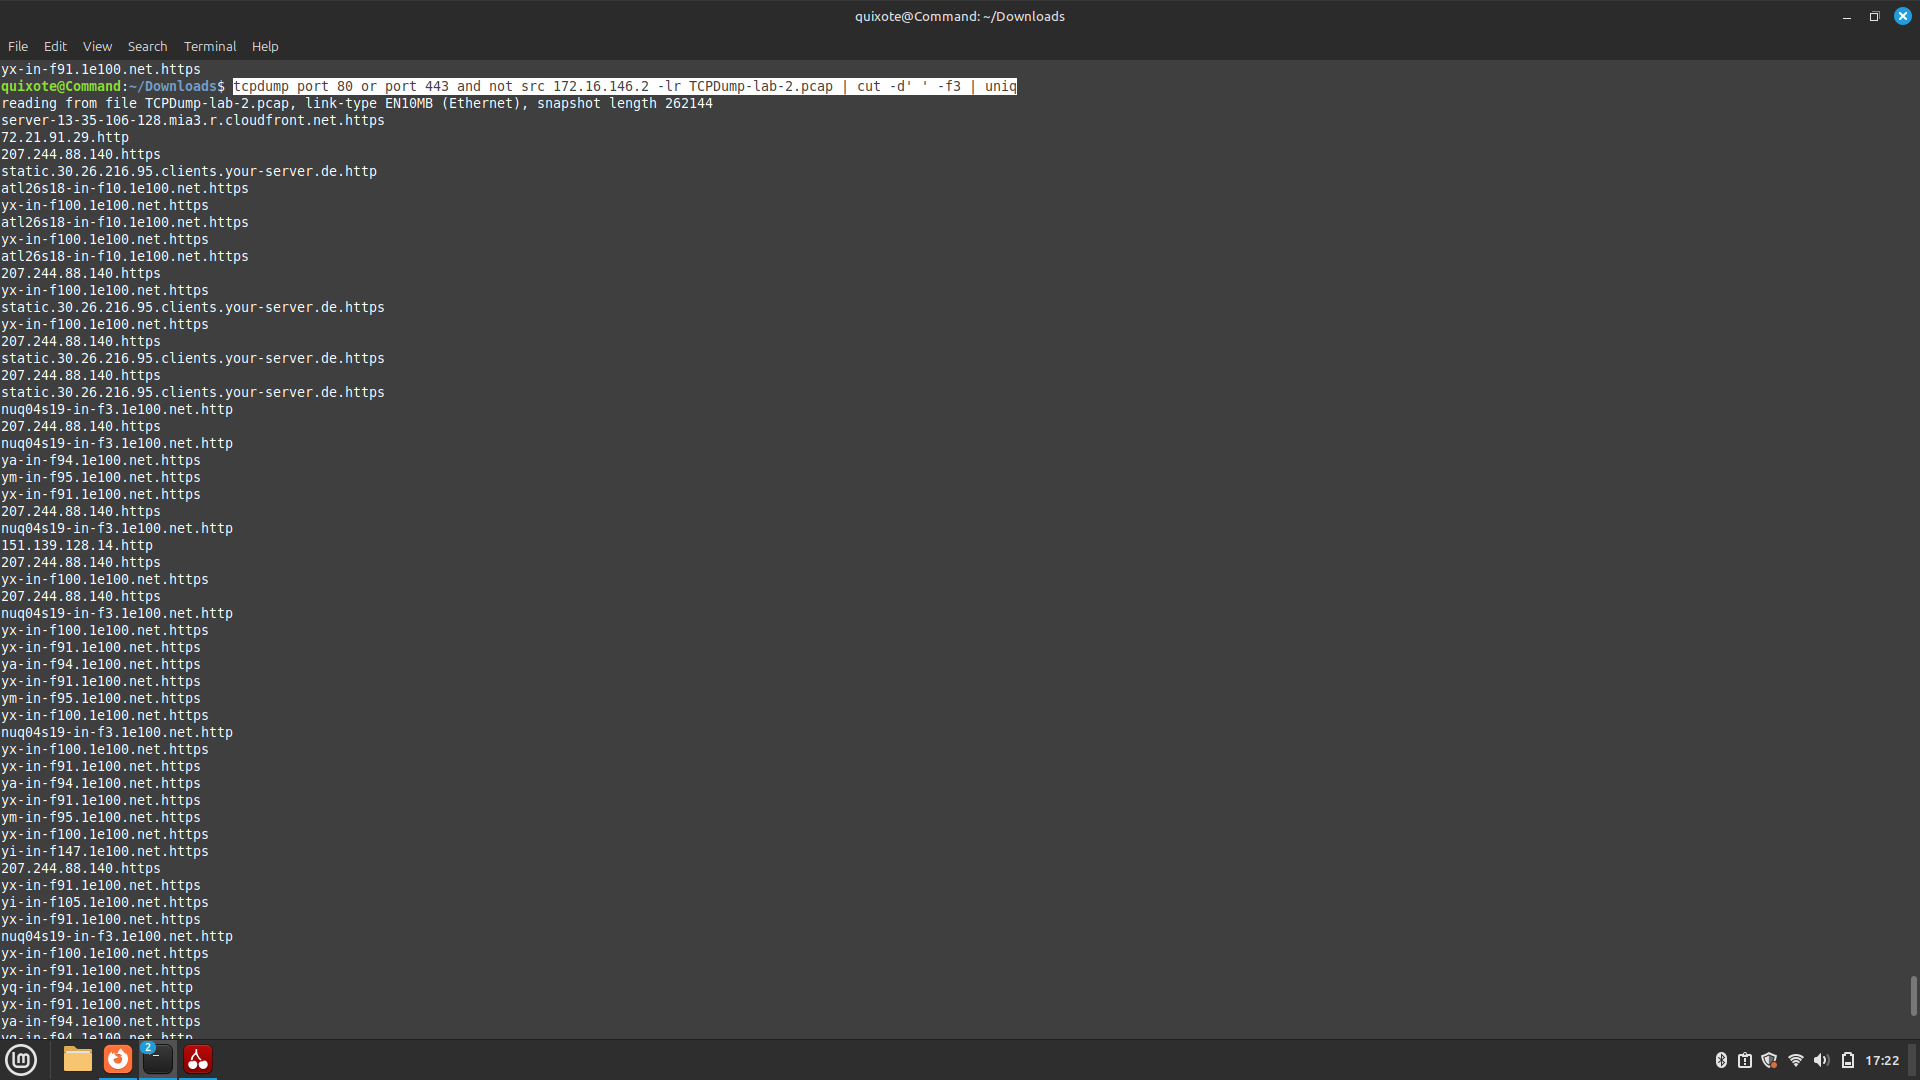 quixote@Command: ~/Downloads
File Edit View Search Terminal Help
yx-in-f91.1e100.net.https
quixote@Command:~/Downloads$ tcpdump port 80 or port 443 and not src 172.16.146.2 -lr TCPDump-lab-2.pcap | cut -d' ' -f3 | uniq
reading from file TCPDump-lab-2.pcap, link-type EN10MB (Ethernet), snapshot length 262144
server-13-35-106-128.mia3.r.cloudfront.net.https
72.21.91.29.http
207.244.88.140.https
static.30.26.216.95.clients.your-server.de.http
atl26s18-in-f10.1e100.net.https
yx-in-f100.1e100.net.https
atl26s18-in-f10.1e100.net.https
yx-in-f100.1e100.net.https
atl26s18-in-f10.1e100.net.https
207.244.88.140.https
yx-in-f100.1e100.net.https
static.30.26.216.95.clients.your-server.de.https
yx-in-f100.1e100.net.https
207.244.88.140.https
static.30.26.216.95.clients.your-server.de.https
207.244.88.140.https
static.30.26.216.95.clients.your-server.de.https
nuq04s19-in-f3.1e100.net.http
207.244.88.140.https
nuq04s19-in-f3.1e100.net.http
ya-in-f94.1e100.net.https
ym-in-f95.1e100.net.https
yx-in-f91.1e100.net.https
207.244.88.140.https
nuq04s19-in-f3.1e100.net.http
151.139.128.14.http
207.244.88.140.https
yx-in-f100.1e100.net.https
207.244.88.140.https
nuq04s19-in-f3.1e100.net.http
yx-in-f100.1e100.net.https
yx-in-f91.1e100.net.https
ya-in-f94.1e100.net.https
yx-in-f91.1e100.net.https
ym-in-f95.1e100.net.https
yx-in-f100.1e100.net.https
nuq04s19-in-f3.1e100.net.http
yx-in-f100.1e100.net.https
yx-in-f91.1e100.net.https
ya-in-f94.1e100.net.https
yx-in-f91.1e100.net.https
ym-in-f95.1e100.net.https
yx-in-f100.1e100.net.https
yi-in-f147.1e100.net.https
207.244.88.140.https
yx-in-f91.1e100.net.https
yi-in-f105.1e100.net.https
yx-in-f91.1e100.net.https
nuq04s19-in-f3.1e100.net.http
yx-in-f100.1e100.net.https
yx-in-f91.1e100.net.https
yq-in-f94.1e100.net.http
yx-in-f91.1e100.net.https
ya-in-f94.1e100.net.https
yq-in-f94.1e100.net.http
2
17:22